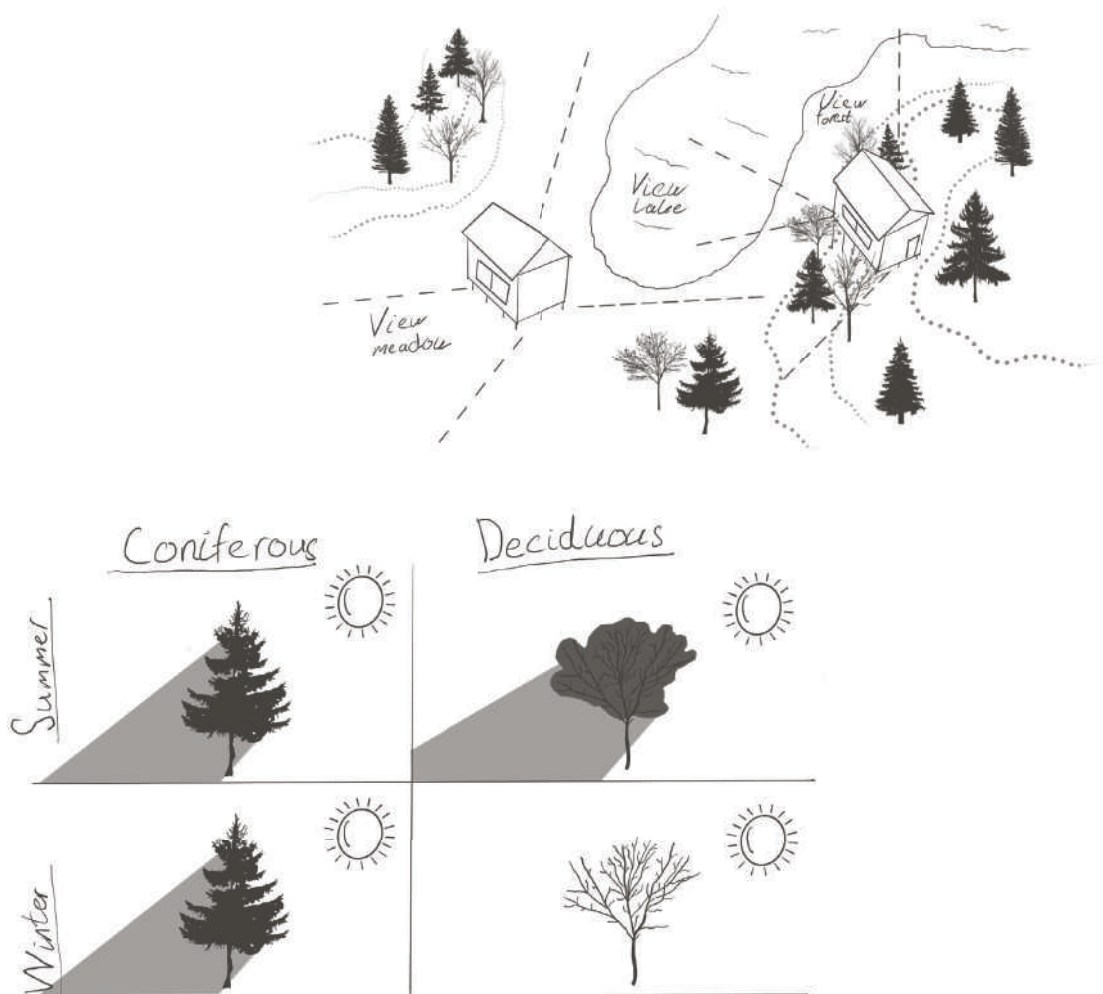 View
forest
View
Lake
View
meadow
Coniferous
Deciduous
Summer
Winter